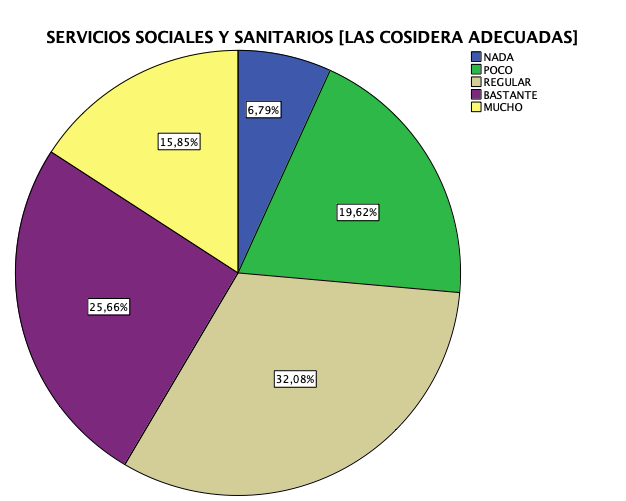 SERVICIOS SOCIALES Y SANITARIOS [LAS COSIDERA ADECUADAS]
NADA
POCO
REGULAR
BASTANTE
MUCHO
6,79%
15,85%
19,62%
25,66%
32,08%